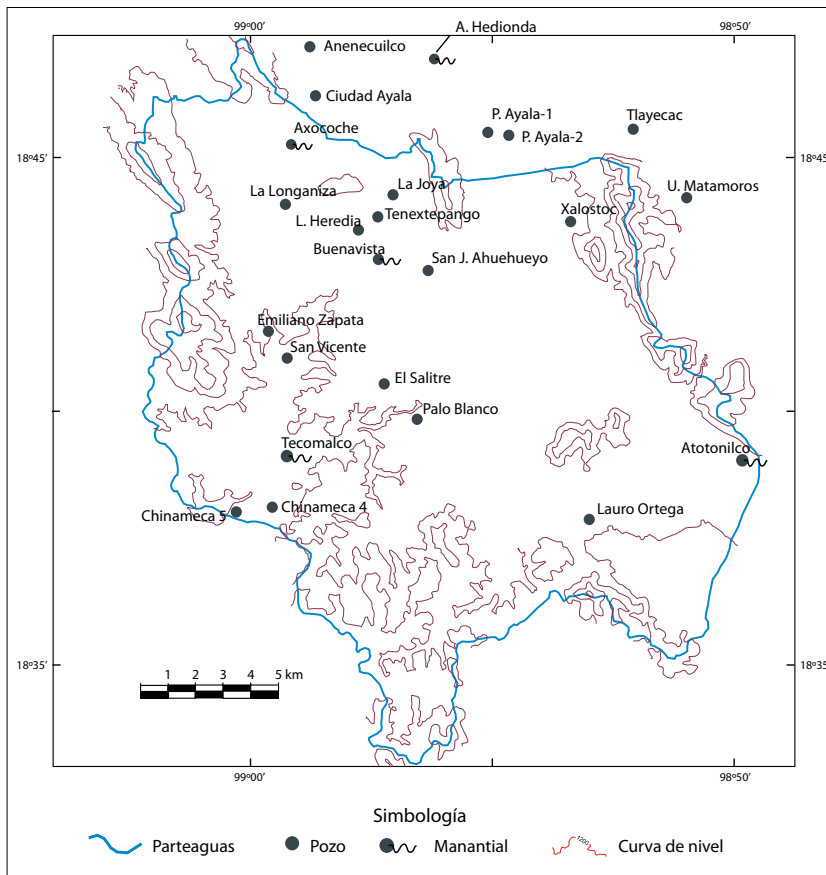 A. Hedionda
99°00' 98°50'
Anenecuilco
Ciudad Ayala
P. Ayala-1
Tlayecac
P. Ayala-2
Axocoche
18°45' 18°45'
La Joya
U. Matamoros
La Longaniza
Xalostoc
Tenextepango
L. Heredia
Buenavista
San J. Ahuehueyo
Emiliano Zapata
San Vicente
El Salitre
Palo Blanco
Tecomalco
Atotonilco
Chinameca 4
Lauro Ortega
Chinameca 5
18°35' 18°35'
1 2 3 4 5 km
99°00' 98°50'
Simbología
Parteaguas Pozo Manantial 1200 Curva de nivel